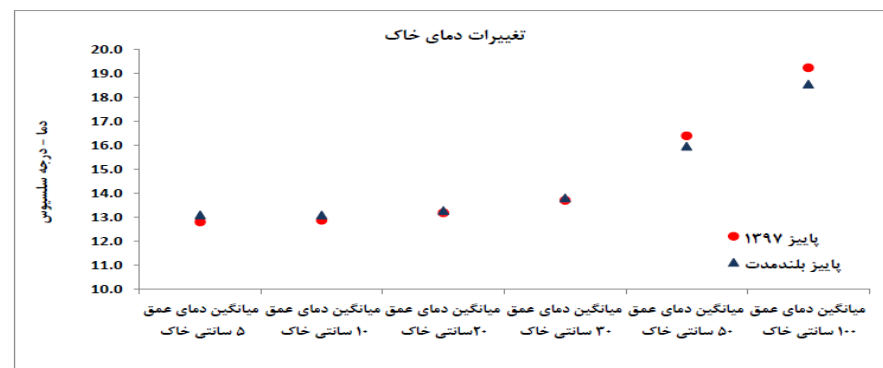 تغییرات دمای خاک
دما - درجه سلسیوس
20.0
19.0
18.0
17.0
16.0
15.0
14.0
13.0
12.0
11.0
10.0
پاییز ۱۳۹۷
پاییز بلندمدت
میانگین دمای عمق
۵ سانتی خاک
میانگین دمای عمق
۱۰ سانتی خاک
میانگین دمای عمق
۲۰سانتی خاک
میانگین دمای عمق
۳۰ سانتی خاک
میانگین دمای عمق
۵۰ سانتی خاک
میانگین دمای عمق
۱۰۰ سانتی خاک